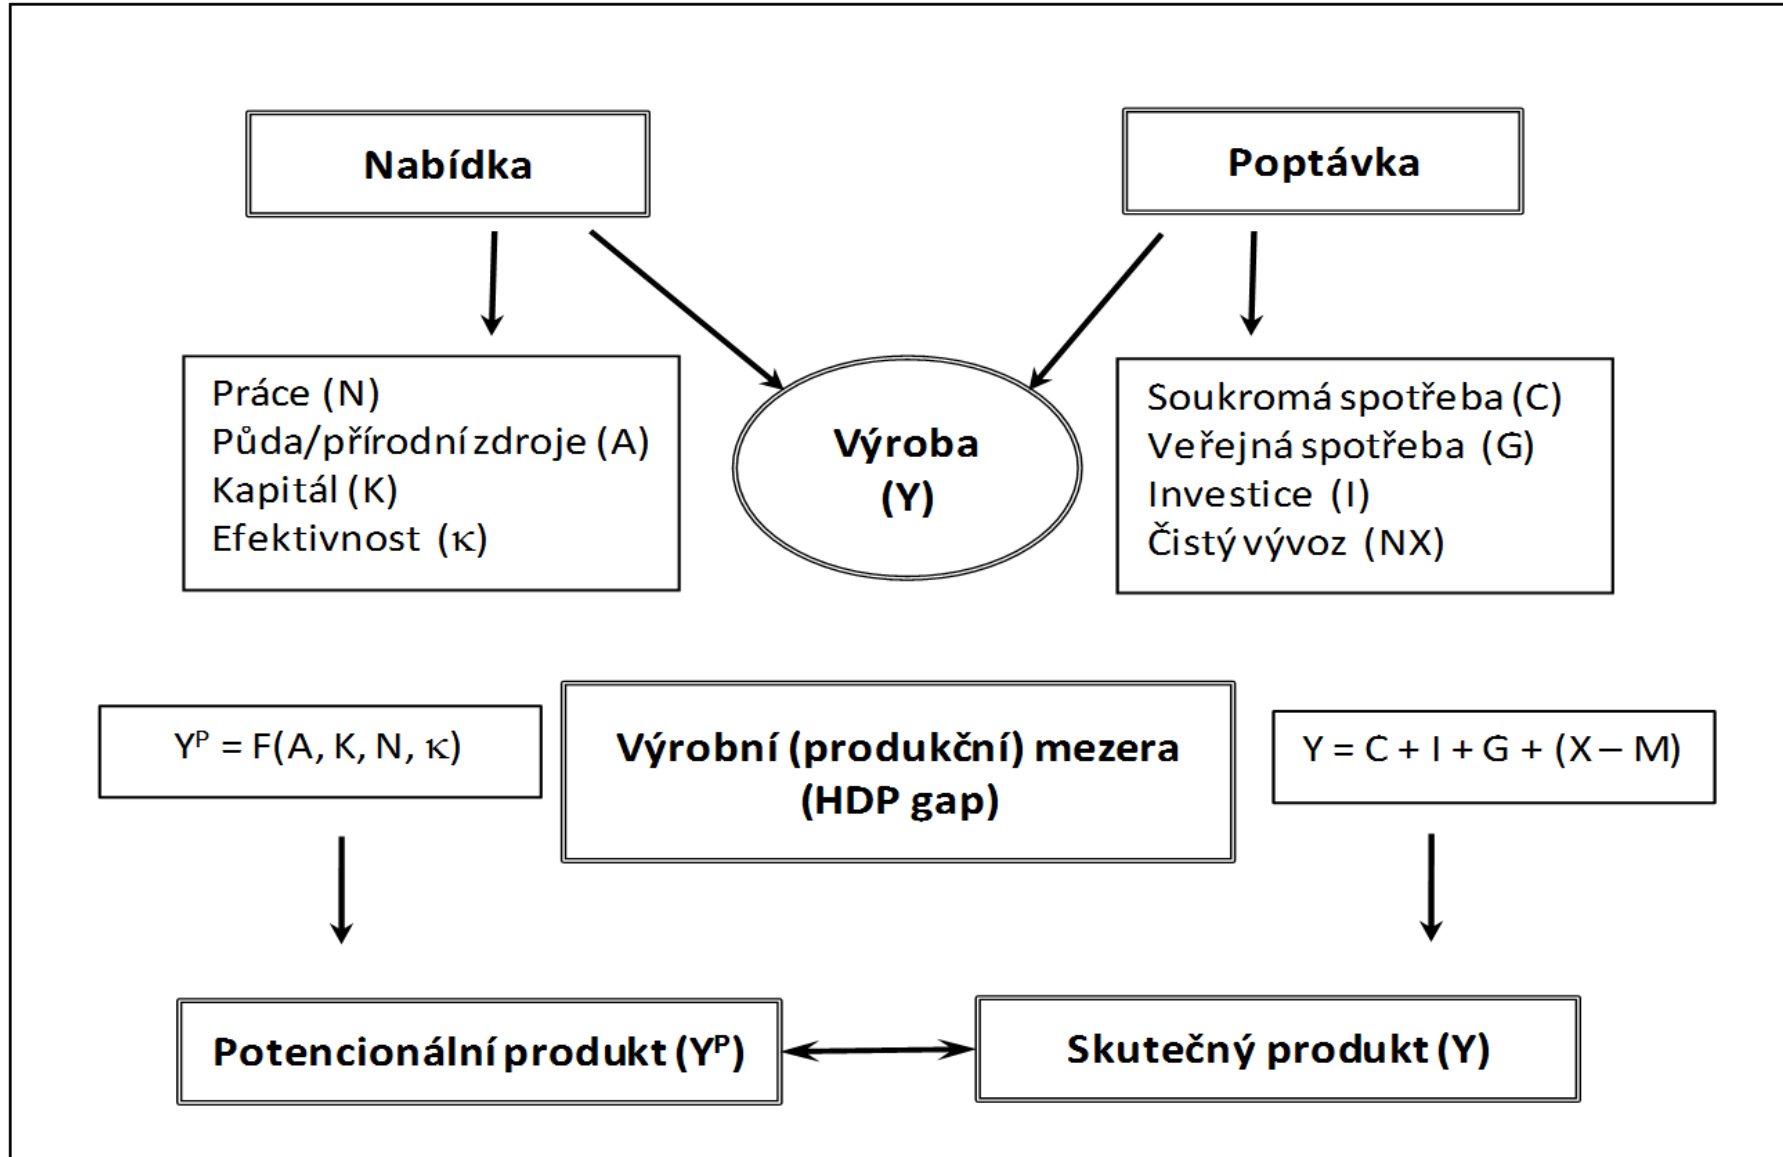 Nabídka
Poptávka
Práce (N)
Půda/přírodní zdroje (A)
Kapitál (K)
Efektivnost (κ)
Výroba
(Y)
Soukromá spotřeba (C)
Veřejná spotřeba (G)
Investice (I)
Čistý vývoz (NX)
Yᴾ = F(A, K, N, κ)
Výrobní (produkční) mezera
(HDP gap)
Y = C + I + G + (X – M)
Potencionální produkt (Yᴾ)
Skutečný produkt (Y)